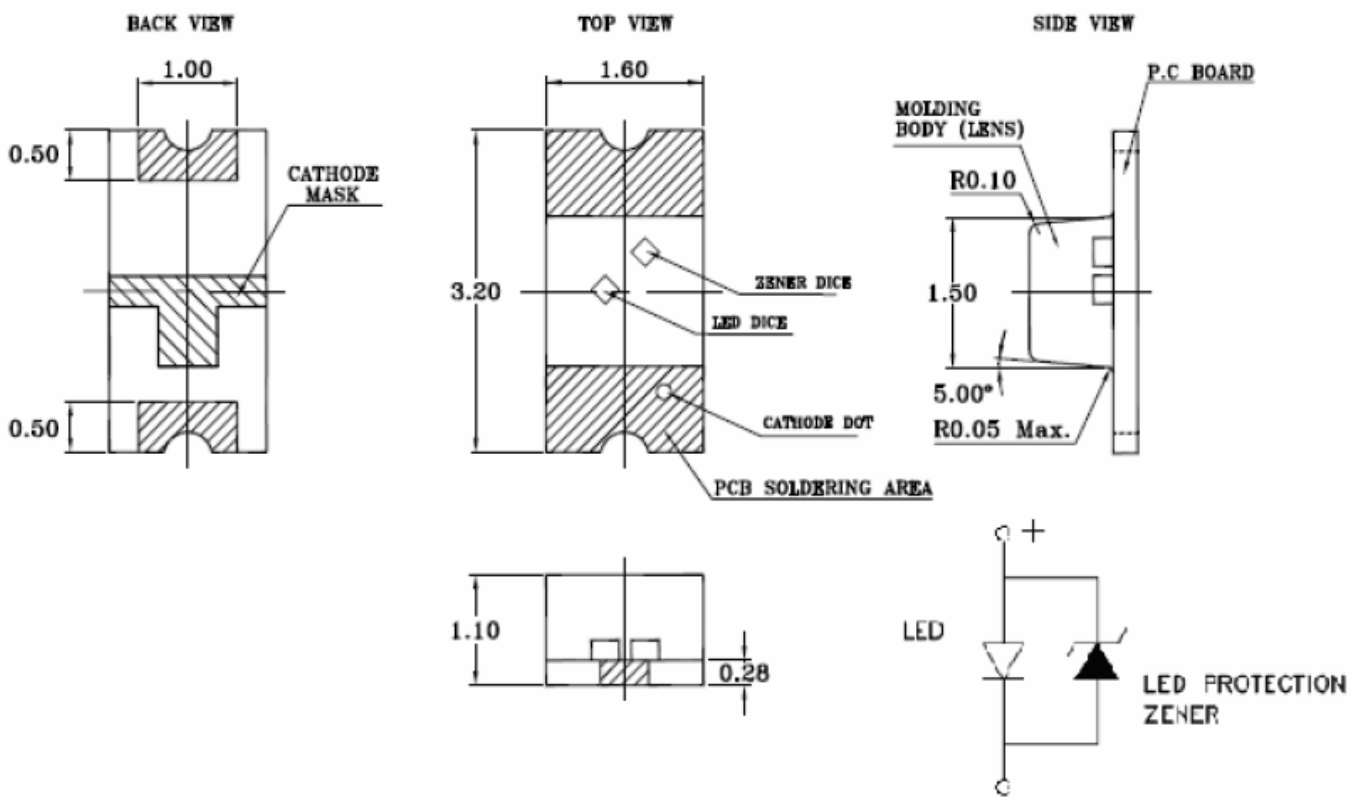 BACK VIEW
TOP VIEW
SIDE VIEW
1.00
0.50
CATHODE
MASK
0.50
1.60
3.20
ZENER DICE
LED DICE
CATHODE DOT
PCB SOLDERING AREA
P.C BOARD
MOLDING
BODY (LENS)
R0.10
1.50
5.00°
R0.05 Max.
1.10
0.28
+
LED
LED PROTECTION
ZENER